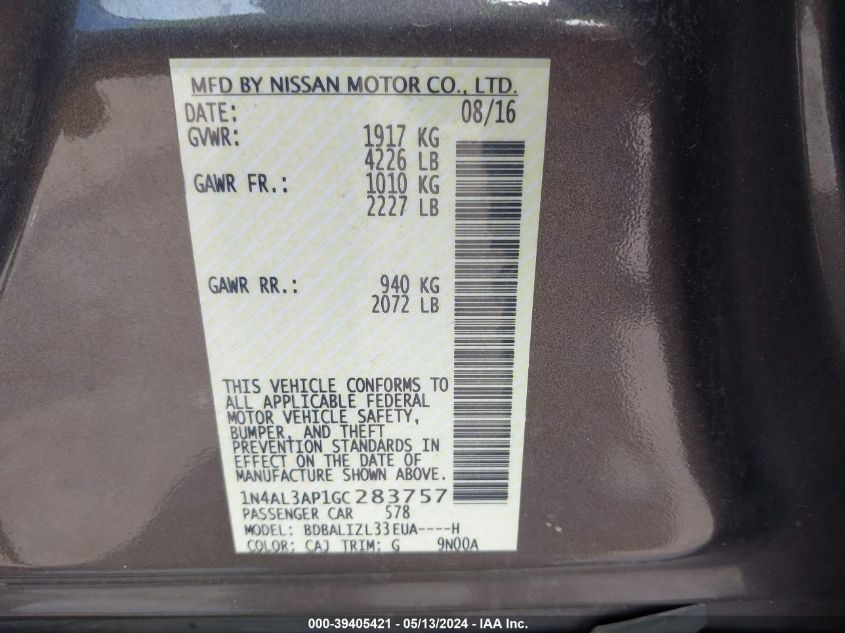 MFD BY NISSAN MOTOR CO., LTD.
DATE: 08/16
GVWR: 1917 KG
4226 LB
GAWR FR.: 1010 KG
2227 LB
GAWR RR.: 940 KG
2072 LB
THIS VEHICLE CONFORMS TO
ALL APPLICABLE FEDERAL
MOTOR VEHICLE SAFETY,
BUMPER, AND THEFT
PREVENTION STANDARDS IN
EFFECT ON THE DATE OF
MANUFACTURE SHOWN ABOVE.
1N4AL3AP1GC283757
PASSENGER CAR 578
MODEL: BDBALIZL33EUA----H
COLOR: CAJ TRIM: G 9N00A
000-39405421 - 05/13/2024 - IAA, Inc.